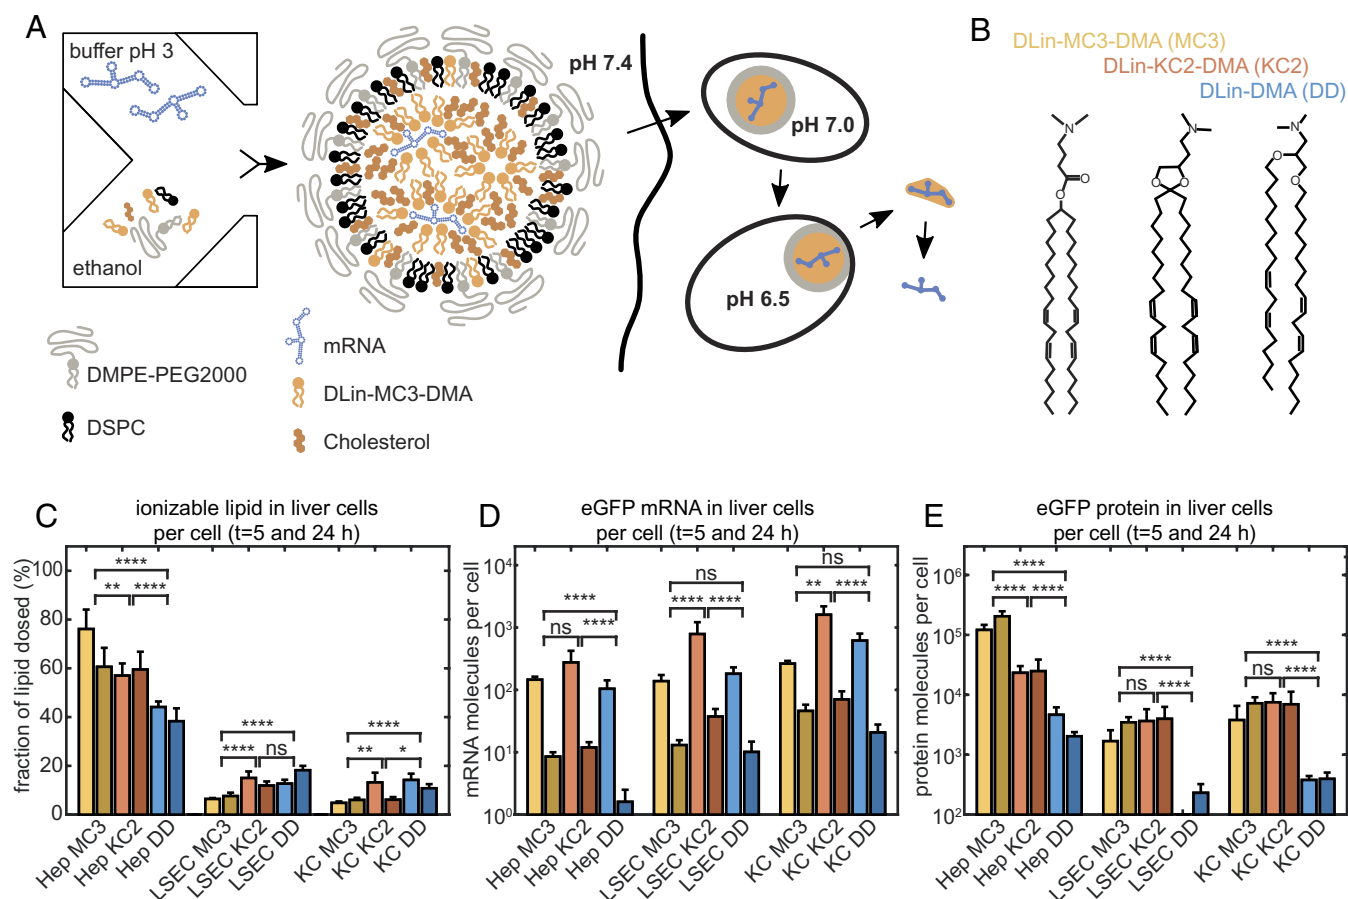 A
buffer pH 3
ethanol
pH 7.4
pH 7.0
pH 6.5
DMPE-PEG2000
DSPC
mRNA
DLin-MC3-DMA
Cholesterol
B
DLin-MC3-DMA (MC3)
DLin-KC2-DMA (KC2)
DLin-DMA (DD)
N
O
O
N
O
O
N
O
O
C
ionizable lipid in liver cells
per cell (t=5 and 24 h)
fraction of lipid dosed (%)
100
80
60
40
20
0
****
** ****
****
**** ns
****
** *
Hep MC3
Hep KC2
Hep DD
LSEC MC3
LSEC KC2
LSEC DD
KC MC3
KC KC2
KC DD
D
eGFP mRNA in liver cells
per cell (t=5 and 24 h)
mRNA molecules per cell
10⁴
10³
10²
10¹
10⁰
****
ns ****
ns
**** ****
ns
** ****
Hep MC3
Hep KC2
Hep DD
LSEC MC3
LSEC KC2
LSEC DD
KC MC3
KC KC2
KC DD
E
eGFP protein in liver cells
per cell (t=5 and 24 h)
protein molecules per cell
10⁶
10⁵
10⁴
10³
10²
****
**** ****
****
ns ****
****
ns ****
Hep MC3
Hep KC2
Hep DD
LSEC MC3
LSEC KC2
LSEC DD
KC MC3
KC KC2
KC DD